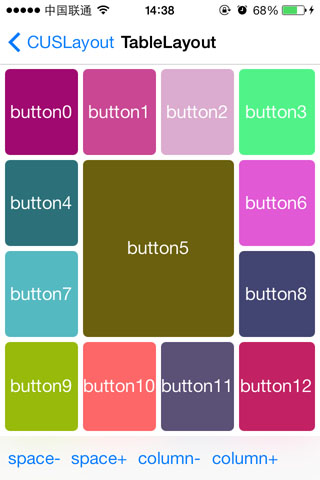 中国联通 14:38 68%
CUSLayout TableLayout
button0 button1 button2 button3
button4 button5 button6
button7 button8
button9 button10 button11 button12
space- space+ column- column+